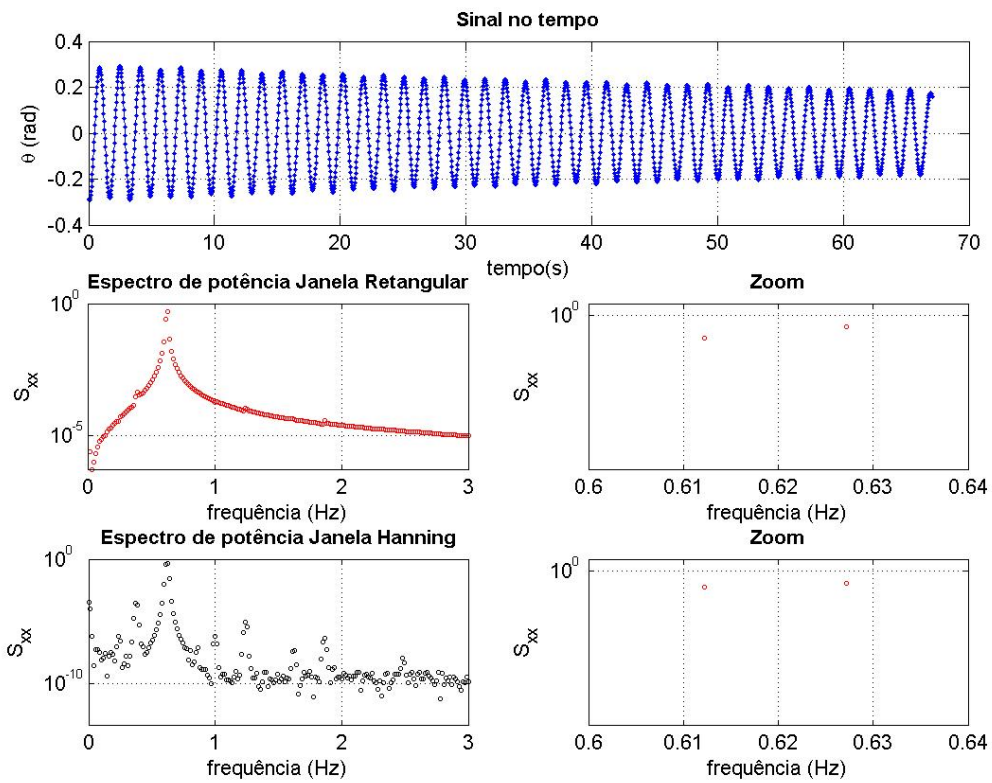 Sinal no tempo
0.4
0.2
0
-0.2
-0.4
θ (rad)
0 10 20 30 40 50 60 70
tempo(s)
Espectro de potência Janela Retangular
10^0
10^-5
S_xx
0 1 2 3
frequência (Hz)
Zoom
10^0
S_xx
0.6 0.61 0.62 0.63 0.64
frequência (Hz)
Espectro de potência Janela Hanning
10^0
10^-10
S_xx
0 1 2 3
frequência (Hz)
Zoom
10^0
S_xx
0.6 0.61 0.62 0.63 0.64
frequência (Hz)